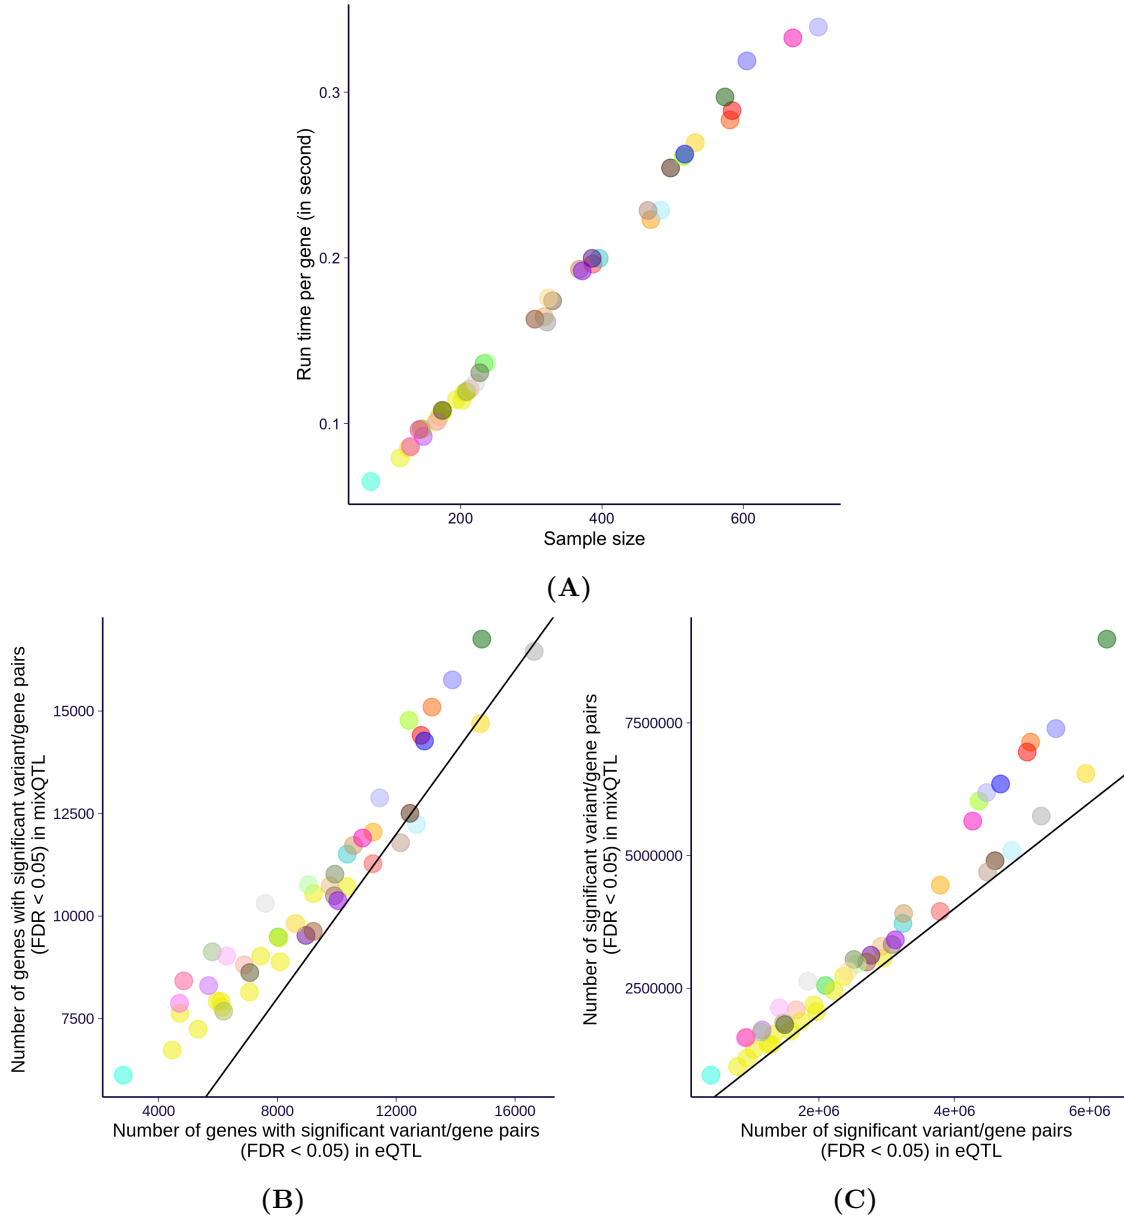 Run time per gene (in second)
0.3
0.2
0.1
200
400
600
Sample size
(A)
Number of genes with significant variant/gene pairs
(FDR < 0.05) in mixQTL
15000
12500
10000
7500
4000
8000
12000
16000
Number of genes with significant variant/gene pairs
(FDR < 0.05) in eQTL
(B)
Number of significant variant/gene pairs
(FDR < 0.05) in mixQTL
7500000
5000000
2500000
2e+06
4e+06
6e+06
Number of significant variant/gene pairs
(FDR < 0.05) in eQTL
(C)